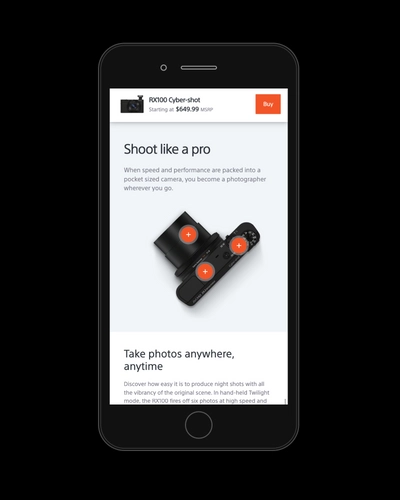 RX100 Cyber-shot
Starting at $649.99 MSRP
Buy
Shoot like a pro
When speed and performance are packed into a
pocket sized camera, you become a photographer
wherever you go.
Take photos anywhere,
anytime
Discover how easy it is to produce night shots with all
the vibrancy of the original scene. In hand-held Twilight
mode, the RX100 fires off six photos at high speed and